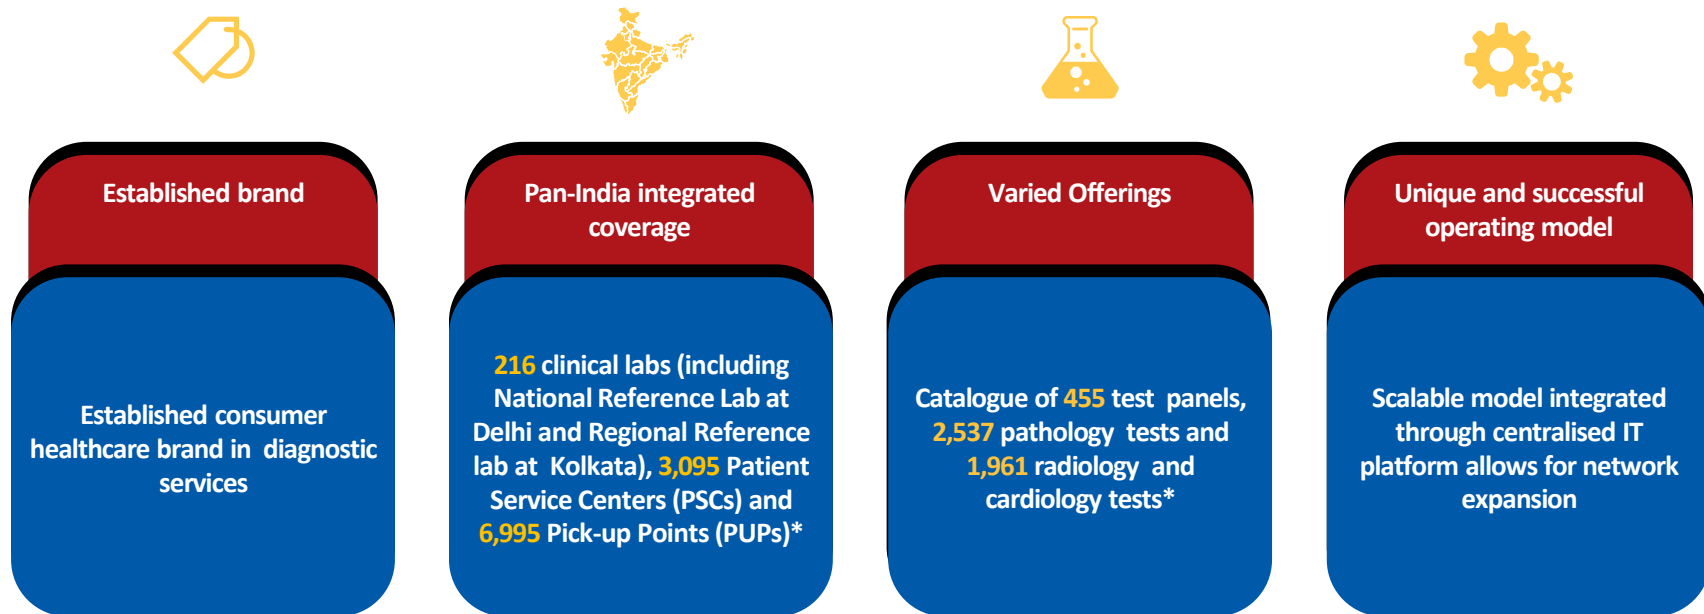 Established brand
Established consumer
healthcare brand in diagnostic
services
Pan-India integrated
coverage
216 clinical labs (including
National Reference Lab at
Delhi and Regional Reference
lab at Kolkata), 3,095 Patient
Service Centers (PSCs) and
6,995 Pick-up Points (PUPs)*
Varied Offerings
Catalogue of 455 test panels,
2,537 pathology tests and
1,961 radiology and
cardiology tests*
Unique and successful
operating model
Scalable model integrated
through centralised IT
platform allows for network
expansion